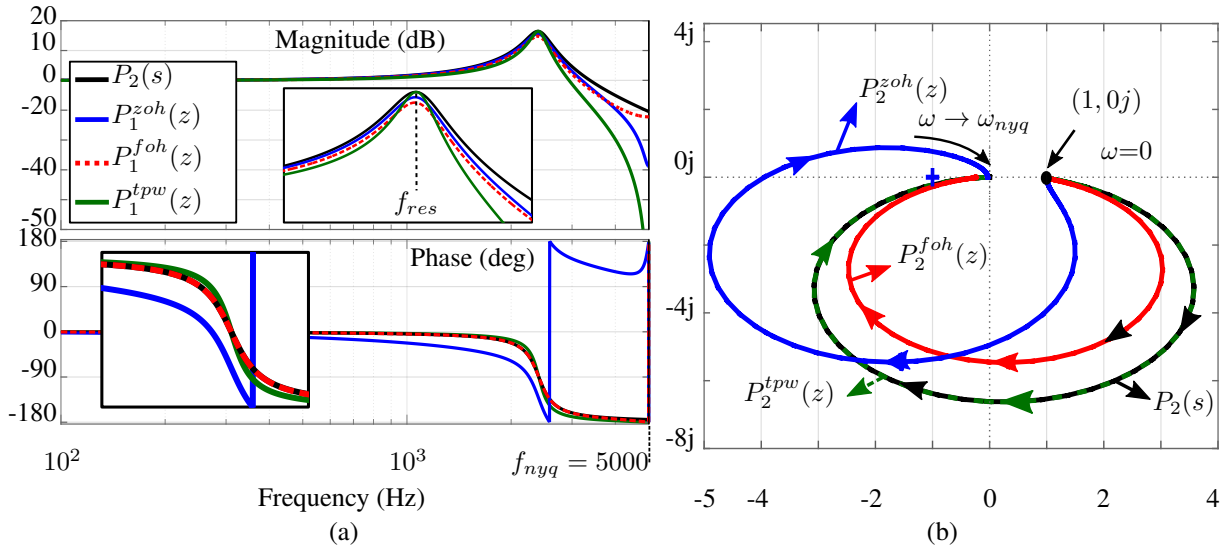 20
10
0
-20
-40
-50
Magnitude (dB)
P_2(s)
P_1^{zoh}(z)
P_1^{foh}(z)
P_1^{tpw}(z)
f_{res}
180
90
0
-90
-180
Phase (deg)
10^2
10^3
f_{nyq} = 5000
Frequency (Hz)
(a)
4j
0j
-4j
-8j
P_2^{zoh}(z)
ω → ω_{nyq}
(1, 0j)
ω=0
P_2^{foh}(z)
P_2^{tpw}(z)
P_2(s)
-5
-4
-2
0
2
4
(b)